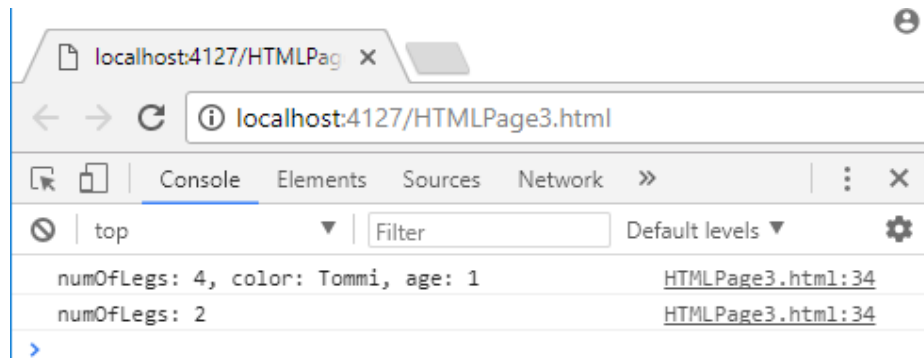 localhost:4127/HTMLPag
localhost:4127/HTMLPage3.html
Console Elements Sources Network »
top Filter Default levels
numOfLegs: 4, color: Tommi, age: 1 HTMLPage3.html:34
numOfLegs: 2 HTMLPage3.html:34
>